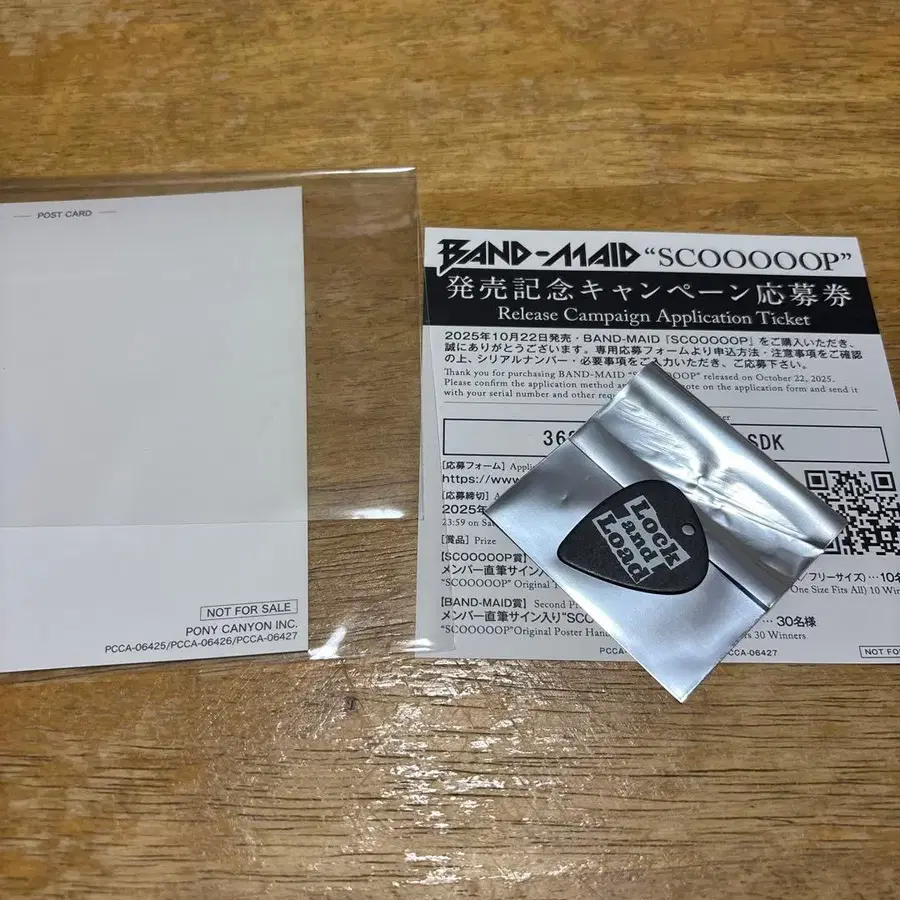 POST CARD
NOT FOR SALE
PONY CANYON INC.
PCCA-06425/PCCA-06426/PCCA-06427
BAND-MAID “SCOOOOOP”
発売記念キャンペーン応募券
Release Campaign Application Ticket
2025年10月22日発売・BAND-MAID『SCOOOOOP』をご購入いただき、
誠にありがとうございます。専用応募フォームより申込方法・注意事項をご確認
の上、シリアルナンバー・必要事項をご入力いただき、ご応募下さい。
Thank you for purchasing BAND-MAID “S OOP” released on October 22, 2025.
Please confirm the application method an note on the application form and send it
with your serial number and other requ
36 SDK
[応募フォーム]
https://www
[応募締切]
2025年
23:59 on Sa
[賞品] Prize
【SCOOOOOP賞】 /フリーサイズ)…10名
メンバー直筆サイン入
“SCOOOOOP” Original T One Size Fits All) 10 Win
【BAND-MAID賞】 Second Pr
メンバー直筆サイン入り“SCO … 30名様
“SCOOOOOP”Original Poster Han rs 30 Winners
PCCA CCA-06427
NOT FO
Lock
and
Load